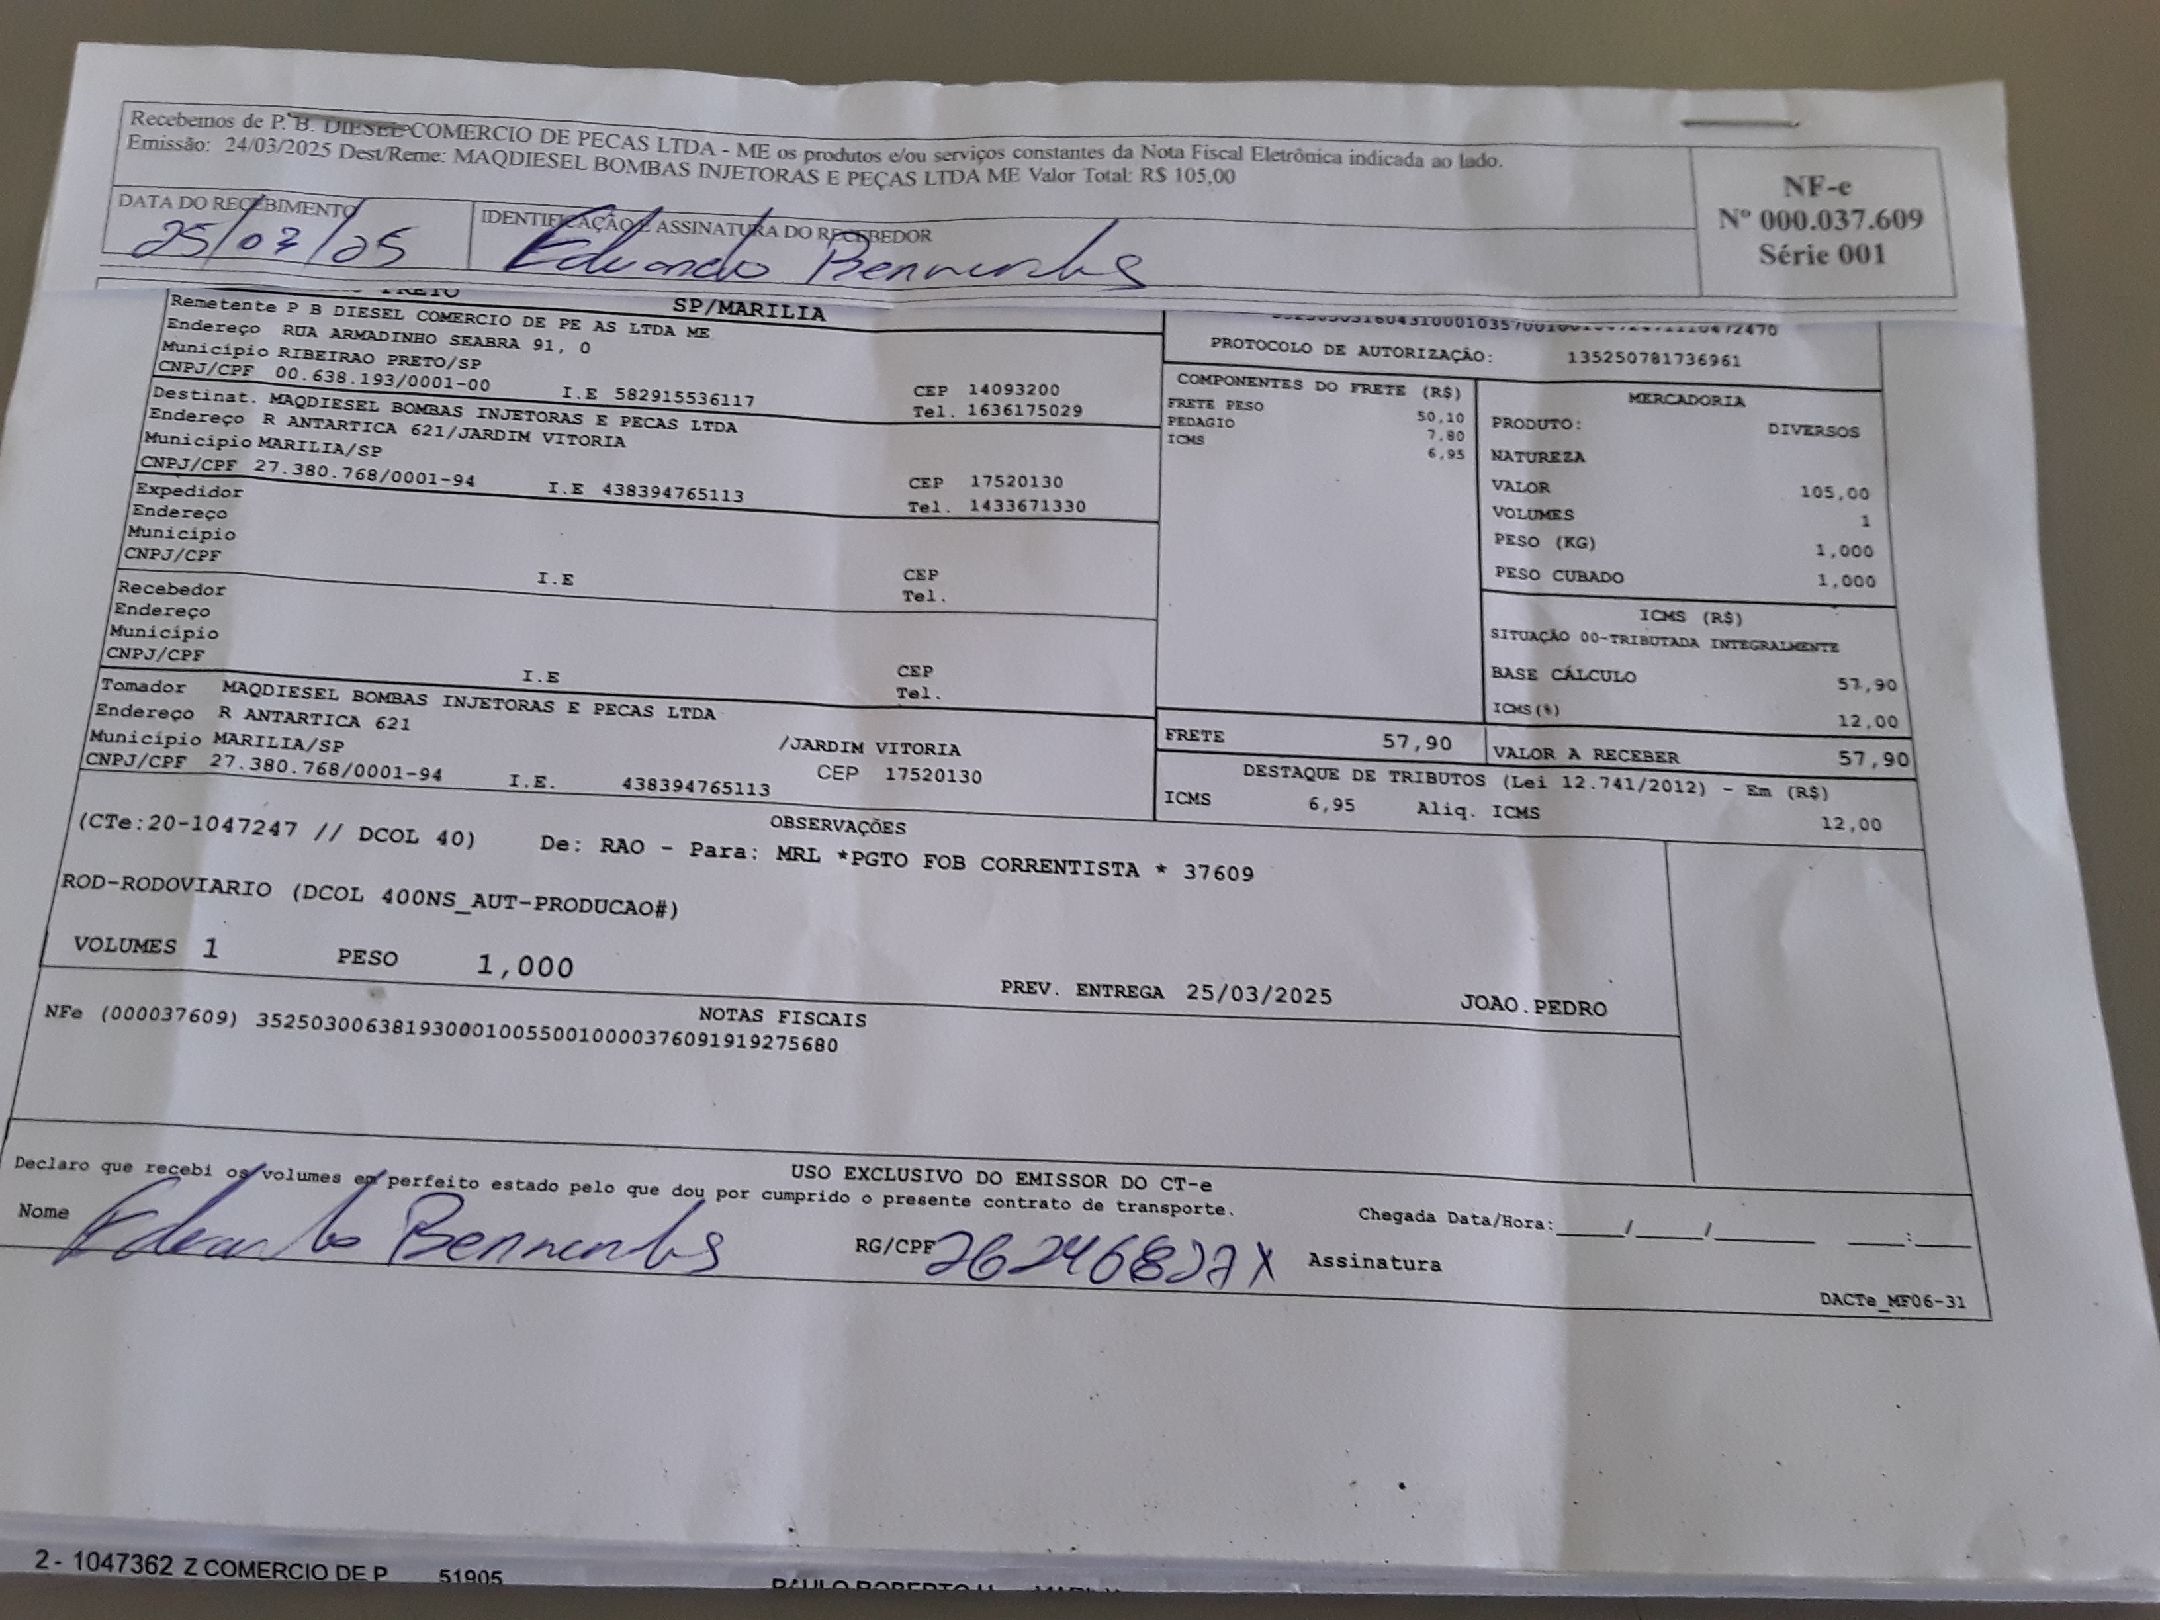 Recebemos de P. B. DIESEL COMERCIO DE PECAS LTDA - ME os produtos e/ou serviços constantes da Nota Fiscal Eletrônica indicada ao lado.
Emissão: 24/03/2025 Dest/Reme: MAQDIESEL BOMBAS INJETORAS E PEÇAS LTDA ME Valor Total: R$ 105,00
NF-e
Nº 000.037.609
Série 001
DATA DO RECEBIMENTO
25/03/25
IDENTIFICAÇÃO E ASSINATURA DO RECEBEDOR
Eduardo
PRETO
SP/MARILIA
Remetente P B DIESEL COMERCIO DE PE AS LTDA ME
Endereço RUA ARMADINHO SEABRA 91, 0
Município RIBEIRAO PRETO/SP
CEP 14093200
CNPJ/CPF 00.638.193/0001-00 I.E 582915536117
Tel. 1636175029
Destinat. MAQDIESEL BOMBAS INJETORAS E PECAS LTDA
Endereço R ANTARTICA 621/JARDIM VITORIA
Município MARILIA/SP
CEP 17520130
CNPJ/CPF 27.380.768/0001-94 I.E 438394765113
Tel. 1433671330
Expedidor
Endereço
Município
CEP
CNPJ/CPF I.E
Tel.
Recebedor
Endereço
Município
CEP
CNPJ/CPF I.E
Tel.
Tomador MAQDIESEL BOMBAS INJETORAS E PECAS LTDA
Endereço R ANTARTICA 621 /JARDIM VITORIA
Município MARILIA/SP CEP 17520130
CNPJ/CPF 27.380.768/0001-94 I.E. 438394765113
PROTOCOLO DE AUTORIZAÇÃO: 135250781736961
COMPONENTES DO FRETE (R$)
FRETE PESO 50,10
PEDAGIO 7,80
ICMS 6,95
MERCADORIA
PRODUTO: DIVERSOS
NATUREZA
VALOR 105,00
VOLUMES 1
PESO (KG) 1,000
PESO CUBADO 1,000
ICMS (R$)
SITUAÇÃO 00-TRIBUTADA INTEGRALMENTE
BASE CÁLCULO 57,90
ICMS(%) 12,00
FRETE 57,90
VALOR A RECEBER 57,90
DESTAQUE DE TRIBUTOS (Lei 12.741/2012) - Em (R$)
ICMS 6,95 Aliq. ICMS 12,00
OBSERVAÇÕES
(CTe:20-1047247 // DCOL 40) De: RAO - Para: MRL *PGTO FOB CORRENTISTA * 37609
ROD-RODOVIARIO (DCOL 400NS_AUT-PRODUCAO#)
VOLUMES 1 PESO 1,000 PREV. ENTREGA 25/03/2025 JOAO.PEDRO
NOTAS FISCAIS
NFe (000037609) 35250300638193000100550010000376091919275680
USO EXCLUSIVO DO EMISSOR DO CT-e
Declaro que recebi os volumes em perfeito estado pelo que dou por cumprido o presente contrato de transporte.
Chegada Data/Hora:____/____/______ ____:____
Nome Eduardo
RG/CPF
Assinatura
DACTe_MF06-31
2 - 1047362 Z COMERCIO DE P 51905